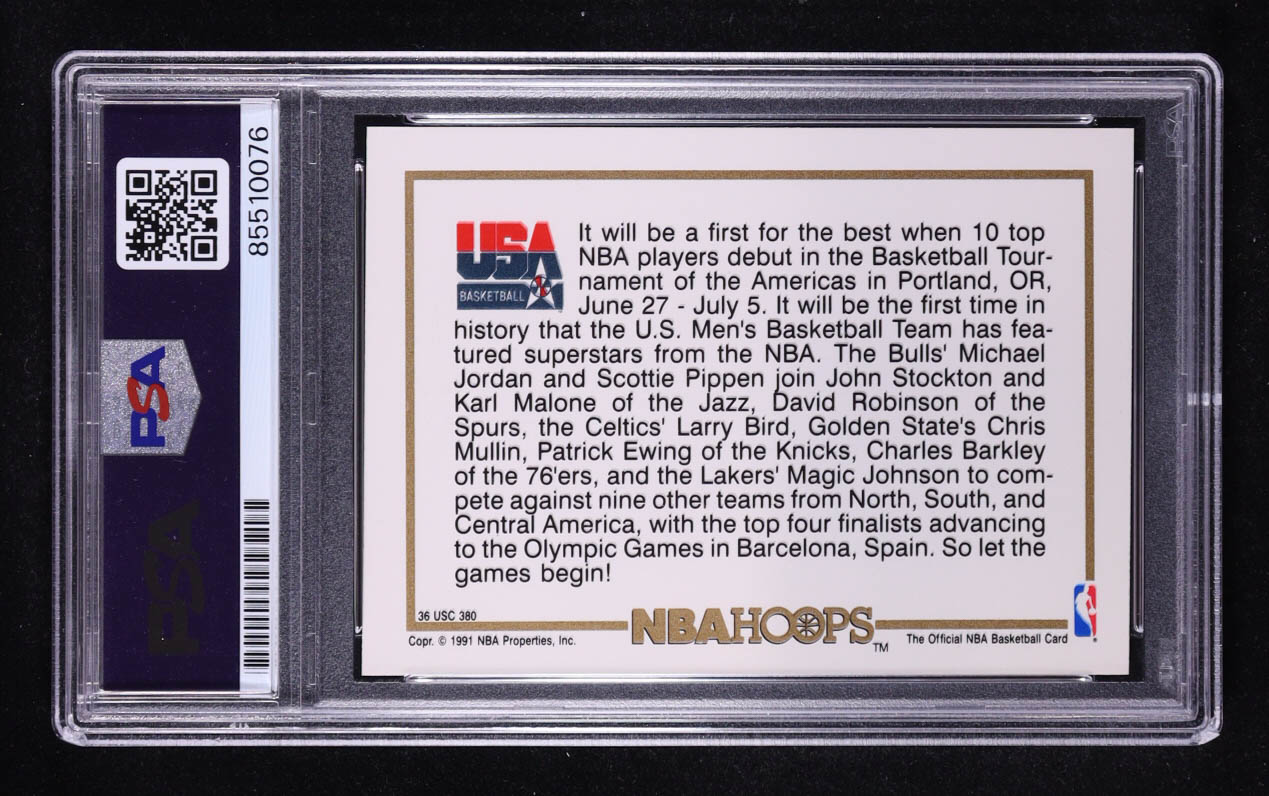 85510076
PSA
PSA
USA
BASKETBALL
It will be a first for the best when 10 top
NBA players debut in the Basketball Tour-
nament of the Americas in Portland, OR,
June 27 - July 5. It will be the first time in
history that the U.S. Men's Basketball Team has fea-
tured superstars from the NBA. The Bulls' Michael
Jordan and Scottie Pippen join John Stockton and
Karl Malone of the Jazz, David Robinson of the
Spurs, the Celtics' Larry Bird, Golden State's Chris
Mullin, Patrick Ewing of the Knicks, Charles Barkley
of the 76'ers, and the Lakers' Magic Johnson to com-
pete against nine other teams from North, South, and
Central America, with the top four finalists advancing
to the Olympic Games in Barcelona, Spain. So let the
games begin!
36 USC 380
Copr. © 1991 NBA Properties, Inc.
NBAHOOPS™
The Official NBA Basketball Card
PSA